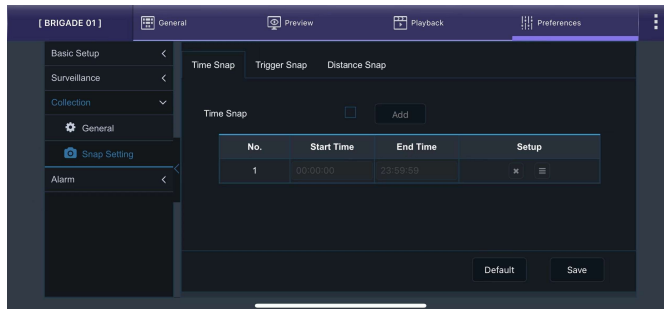 [ BRIGADE 01 ] General Preview Playback Preferences
Basic Setup
Surveillance
Collection
General
Snap Setting
Alarm
Time Snap Trigger Snap Distance Snap
Time Snap Add
No. Start Time End Time Setup
1 00:00:00 23:59:59
Default Save